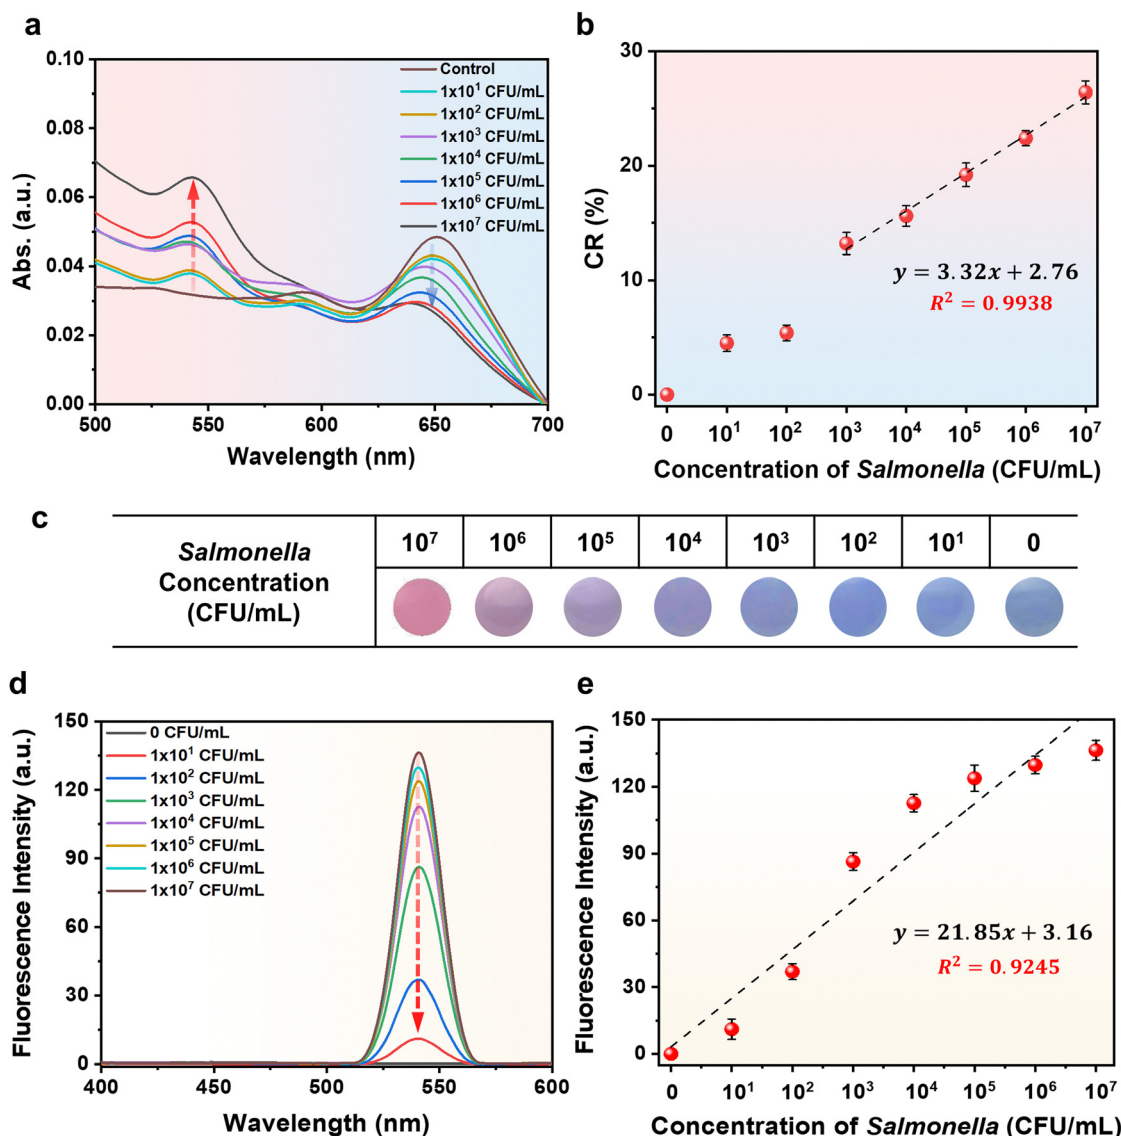 a
0.10
0.08
0.06
0.04
0.02
0.00
Abs. (a.u.)
500
550
600
650
700
Wavelength (nm)
Control
1x10¹ CFU/mL
1x10² CFU/mL
1x10³ CFU/mL
1x10⁴ CFU/mL
1x10⁵ CFU/mL
1x10⁶ CFU/mL
1x10⁷ CFU/mL
b
30
20
10
0
CR (%)
y = 3.32x + 2.76
R² = 0.9938
0
10¹
10²
10³
10⁴
10⁵
10⁶
10⁷
Concentration of Salmonella (CFU/mL)
c
Salmonella
Concentration
(CFU/mL)
10⁷
10⁶
10⁵
10⁴
10³
10²
10¹
0
d
150
120
90
60
30
0
Fluorescence Intensity (a.u.)
400
450
500
550
600
Wavelength (nm)
0 CFU/mL
1x10¹ CFU/mL
1x10² CFU/mL
1x10³ CFU/mL
1x10⁴ CFU/mL
1x10⁵ CFU/mL
1x10⁶ CFU/mL
1x10⁷ CFU/mL
e
150
120
90
60
30
0
Fluorescence Intensity (a.u.)
y = 21.85x + 3.16
R² = 0.9245
0
10¹
10²
10³
10⁴
10⁵
10⁶
10⁷
Concentration of Salmonella (CFU/mL)